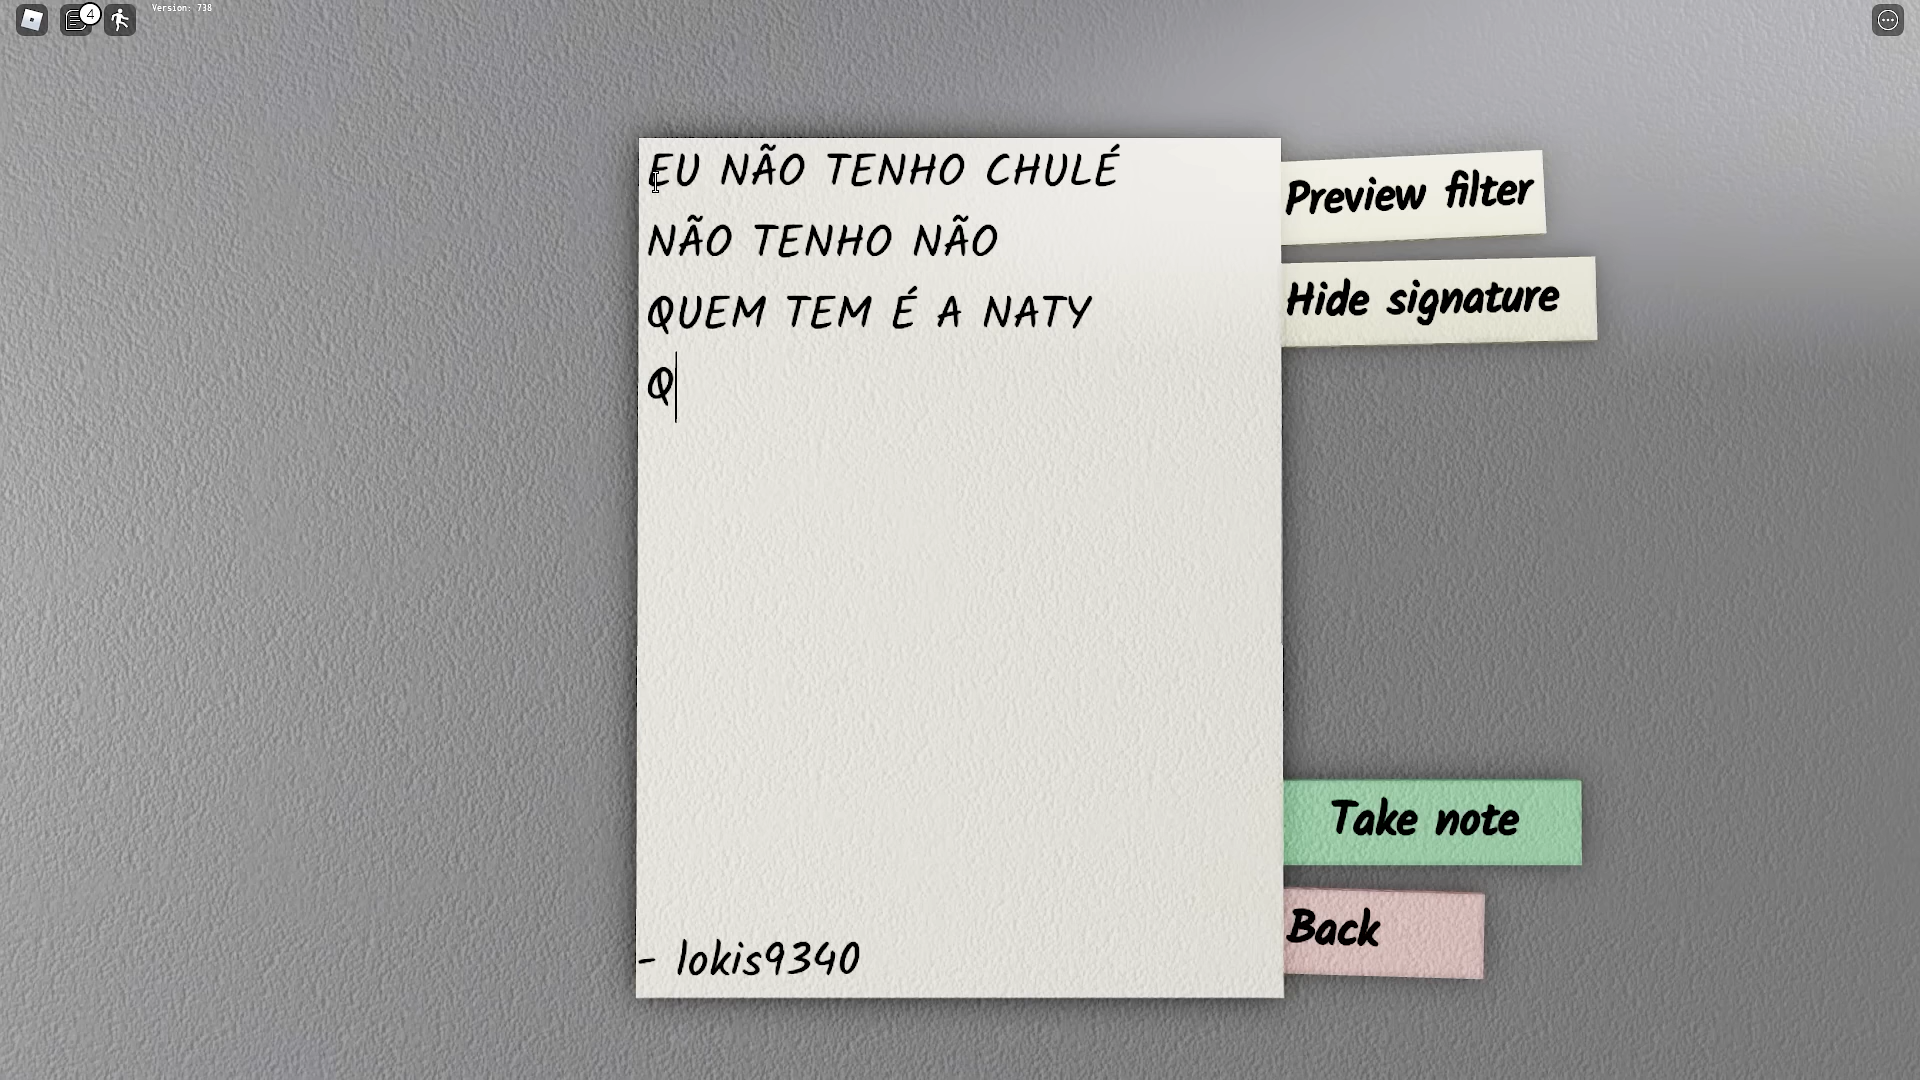 4
Version: 738
EU NÃO TENHO CHULÉ
NÃO TENHO NÃO
QUEM TEM É A NATY
Q
- lokis9340
Preview filter
Hide signature
Take note
Back